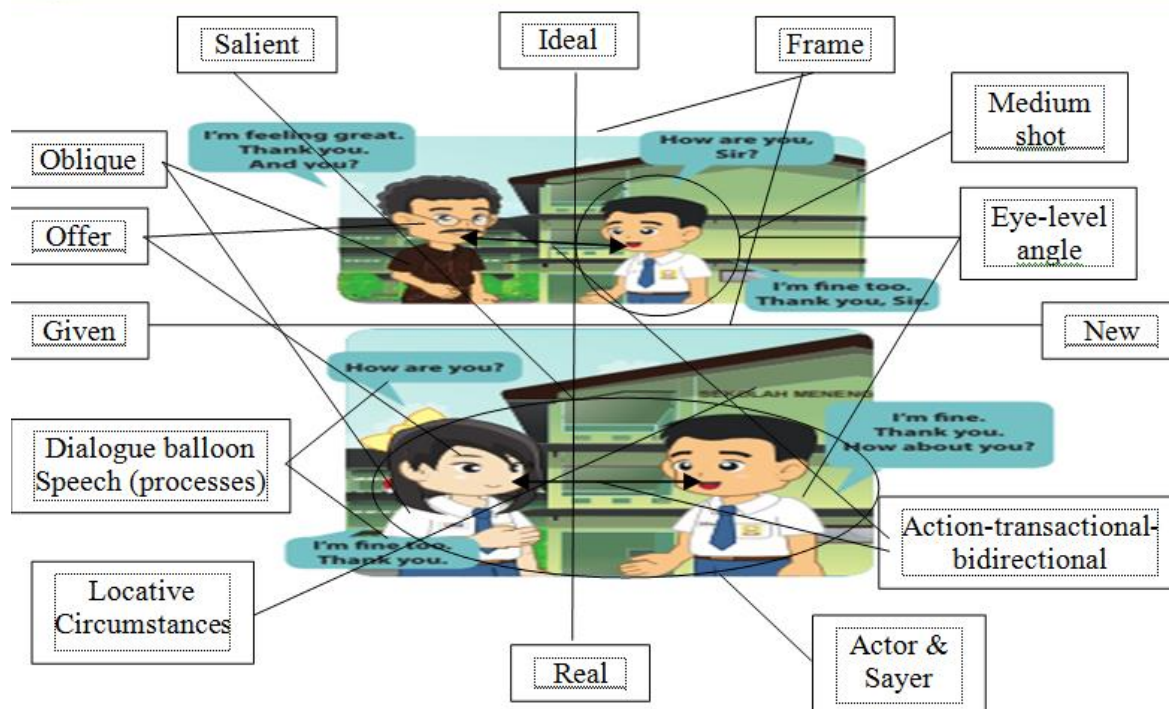 Salient
Ideal
Frame
Medium
shot
I'm feeling great.
Thank you.
And you?
How are you,
Sir?
Oblique
Offer
Eye-level
angle
I'm fine too.
Thank you, Sir.
Given
New
How are you?
SEKOLAH MENENG
I'm fine.
Thank you.
How about you?
Dialogue balloon
Speech (processes)
I'm fine too.
Thank you.
Action-transactional-
bidirectional
Locative
Circumstances
Real
Actor &
Sayer